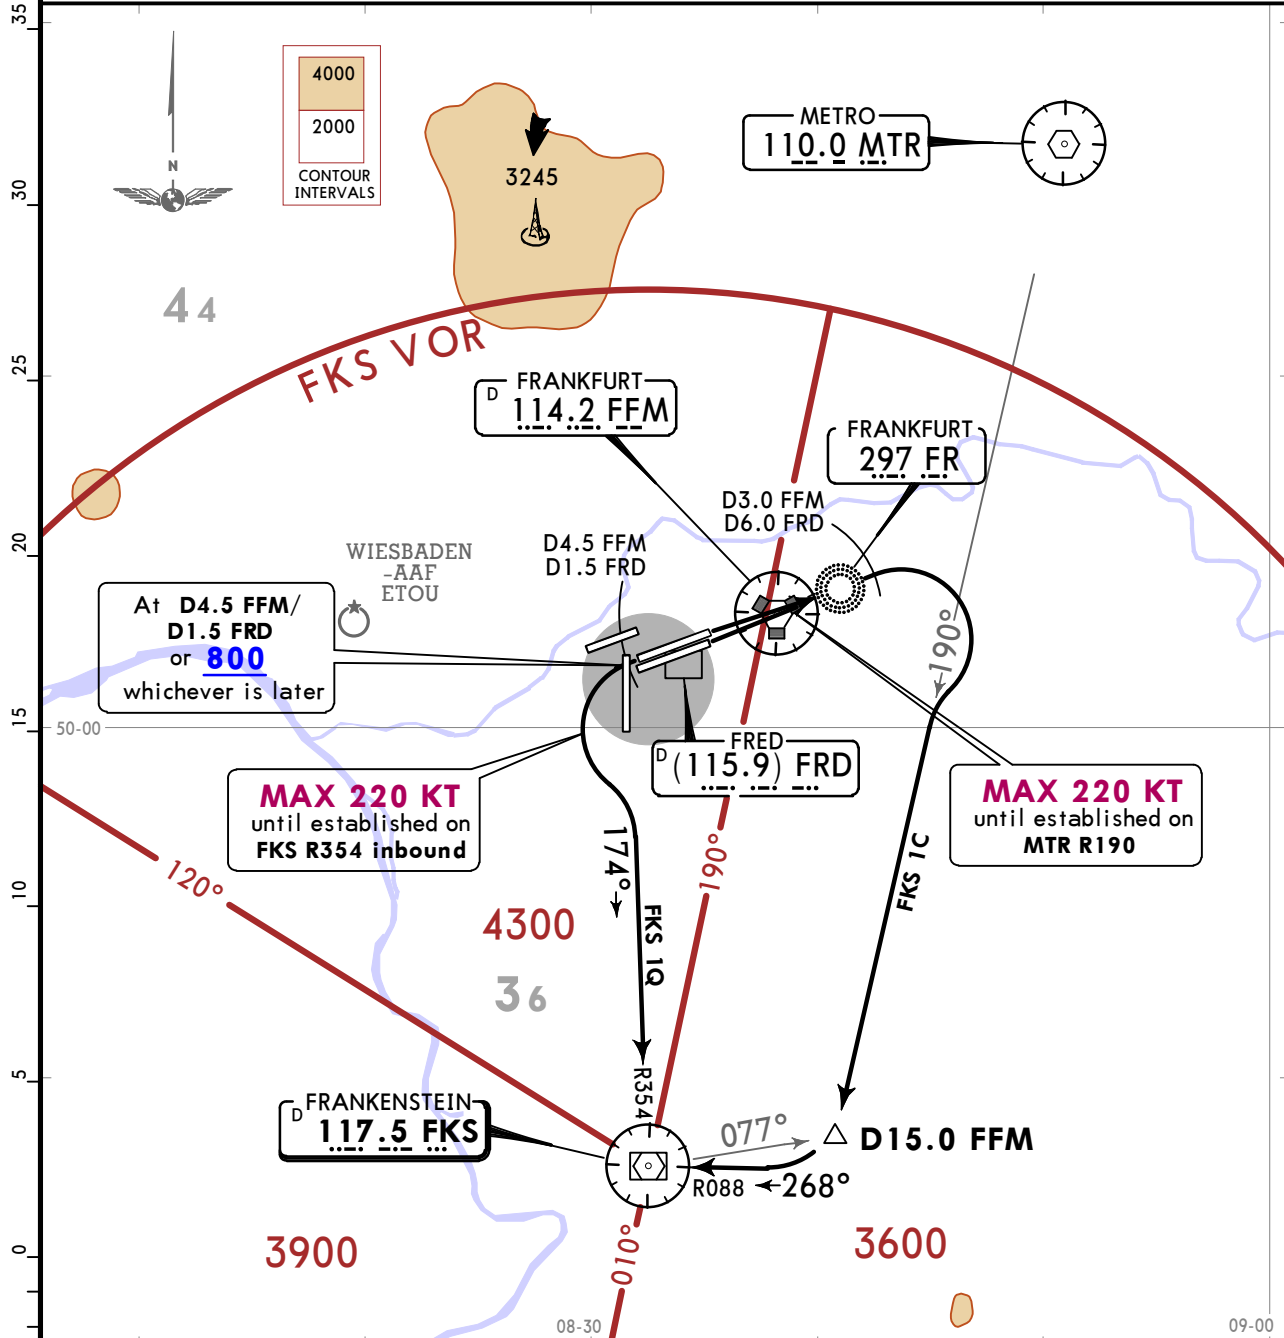 35
30
25
20
15
10
5
0
N
4000
2000
CONTOUR
INTERVALS
3245
METRO
110.0 MTR
44
FKS VOR
D
FRANKFURT
114.2 FFM
FRANKFURT
297 FR
D3.0 FFM
D6.0 FRD
D4.5 FFM
D1.5 FRD
WIESBADEN
-AAF
ETOU
At D4.5 FFM/
D1.5 FRD
or 800
whichever is later
190°
50-00
FRED
D (115.9) FRD
MAX 220 KT
until established on
FKS R354 inbound
MAX 220 KT
until established on
MTR R190
120°
174°
190°
FKS 1C
4300
FKS 1Q
36
R354
D
FRANKENSTEIN
117.5 FKS
077°
D15.0 FFM
R088
268°
3900
010°
3600
08-30
09-00